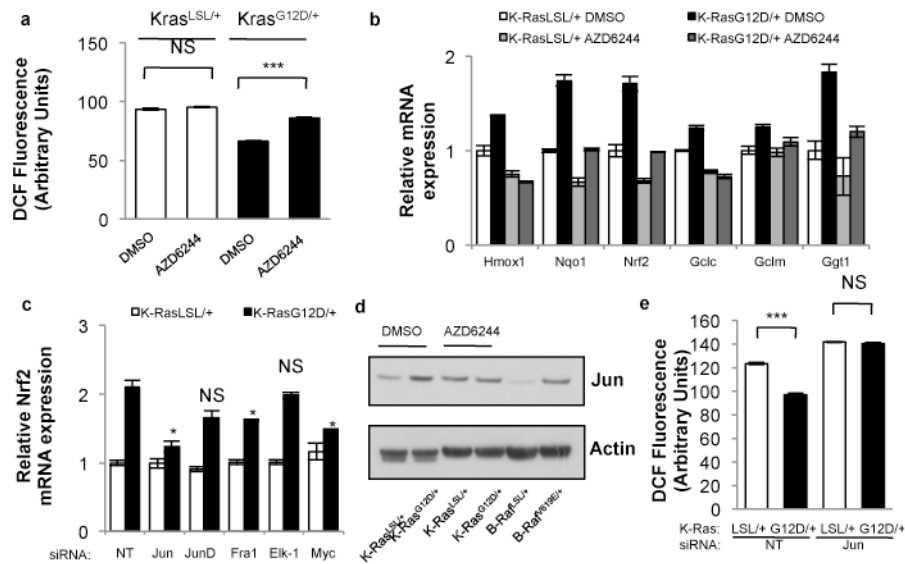 a
Kras^LSL/+ Kras^G12D/+
NS
***
DCF Fluorescence
(Arbitrary Units)
150
100
50
0
DMSO
AZD6244
DMSO
AZD6244
b
K-RasLSL/+ DMSO
K-RasG12D/+ DMSO
K-RasLSL/+ AZD6244
K-RasG12D/+ AZD6244
Relative mRNA
expression
2
1
0
Hmox1 Nqo1 Nrf2 Gclc Gclm Ggt1
c
K-RasLSL/+ K-RasG12D/+
Relative Nrf2
mRNA expression
3
2
1
0
*
NS
*
NS
*
siRNA: NT Jun JunD Fra1 Elk-1 Myc
d
DMSO AZD6244
Jun
Actin
K-Ras^LSL/+
K-Ras^G12D/+
K-Ras^LSL/+
K-Ras^G12D/+
B-Raf^LSL/+
B-Raf^V619E/+
e
NS
***
DCF Fluorescence
(Arbitrary Units)
160
140
120
100
80
60
40
20
0
K-Ras: LSL/+ G12D/+ LSL/+ G12D/+
siRNA: NT Jun